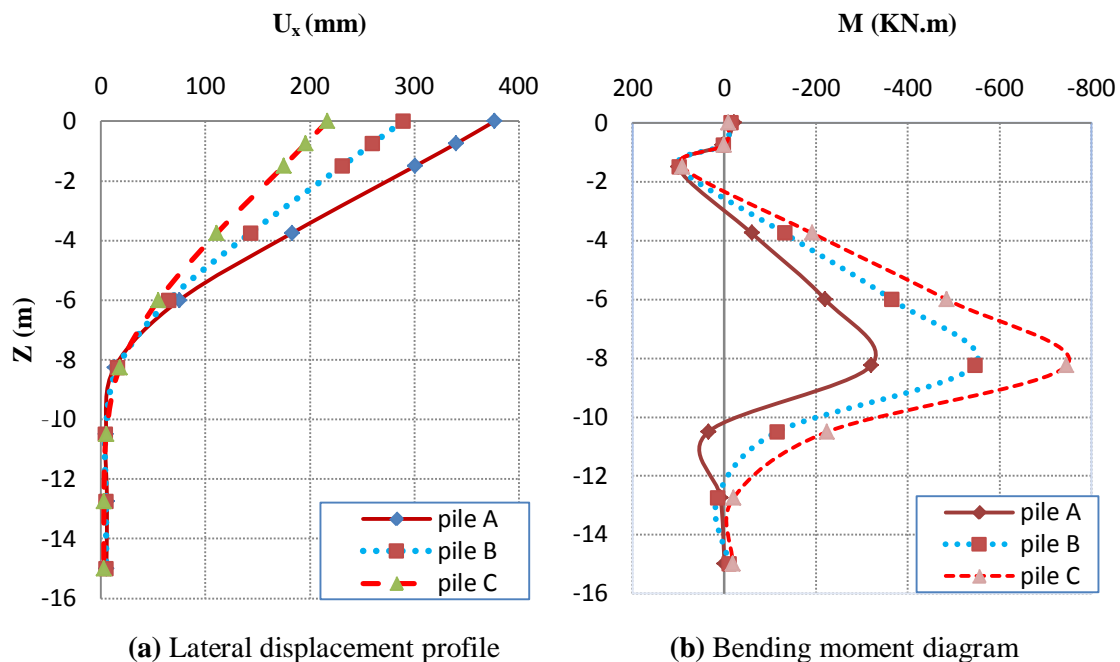 Uₓ (mm)
0 100 200 300 400
0
-2
-4
-6
-8
-10
-12
-14
-16
Z (m)
pile A
pile B
pile C
(a) Lateral displacement profile
M (KN.m)
200 0 -200 -400 -600 -800
0
-2
-4
-6
-8
-10
-12
-14
-16
pile A
pile B
pile C
(b) Bending moment diagram